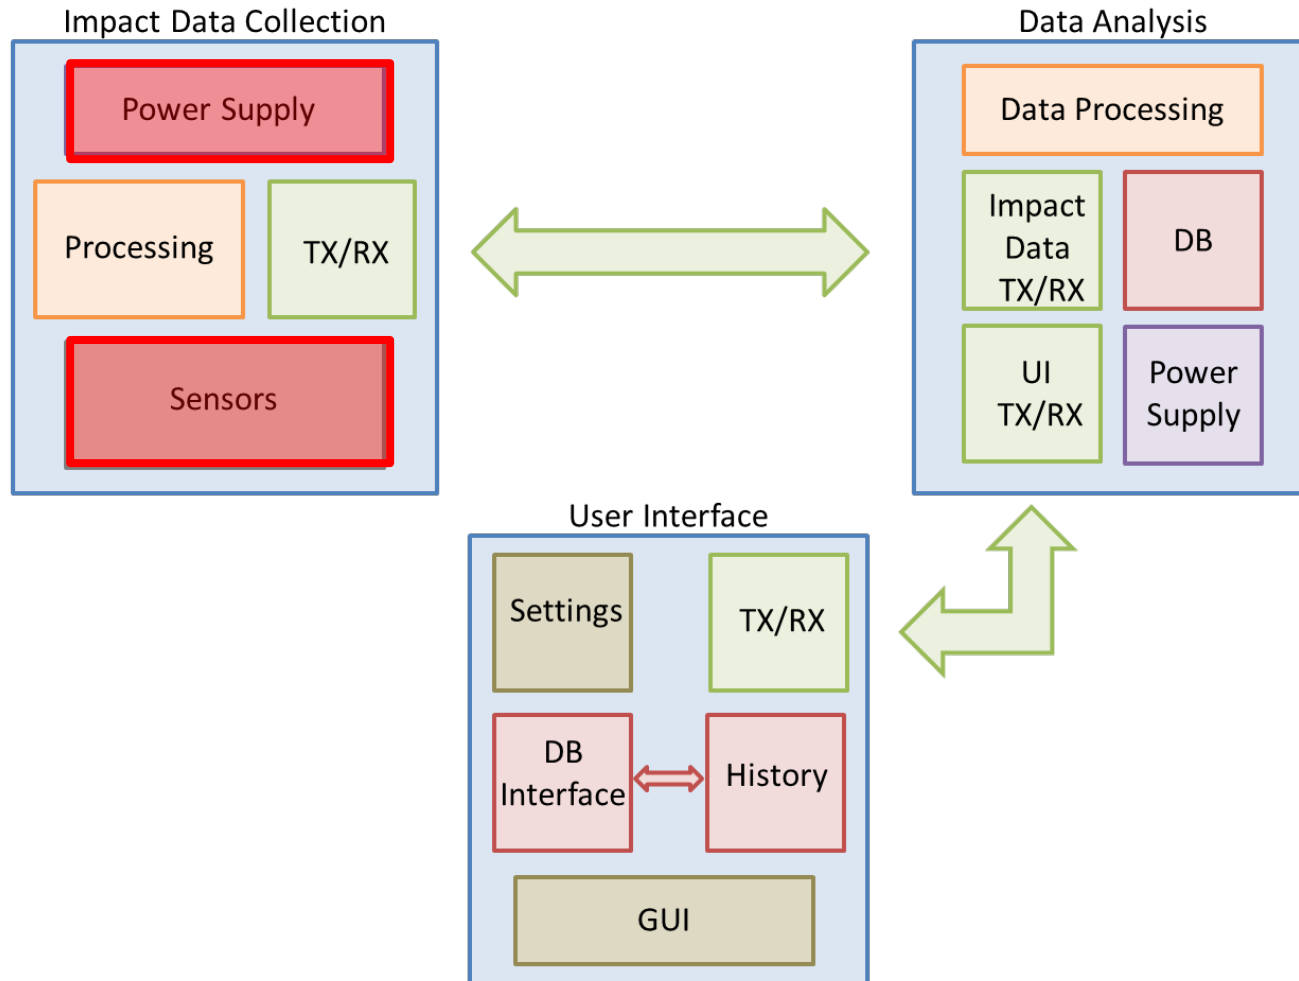 Impact Data Collection
Power Supply
Processing
TX/RX
Sensors
Data Analysis
Data Processing
Impact
Data
TX/RX
DB
UI
TX/RX
Power
Supply
User Interface
Settings
TX/RX
DB
Interface
History
GUI